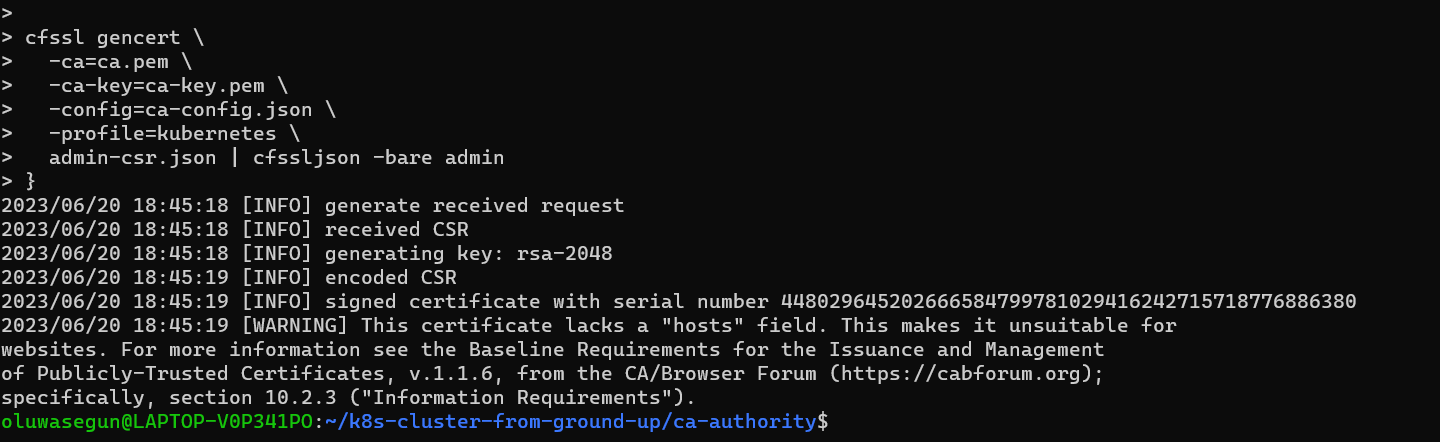 >
> cfssl gencert \
>   -ca=ca.pem \
>   -ca-key=ca-key.pem \
>   -config=ca-config.json \
>   -profile=kubernetes \
>   admin-csr.json | cfssljson -bare admin
> }
2023/06/20 18:45:18 [INFO] generate received request
2023/06/20 18:45:18 [INFO] received CSR
2023/06/20 18:45:18 [INFO] generating key: rsa-2048
2023/06/20 18:45:19 [INFO] encoded CSR
2023/06/20 18:45:19 [INFO] signed certificate with serial number 448029645202666584799781029416242715718776886380
2023/06/20 18:45:19 [WARNING] This certificate lacks a "hosts" field. This makes it unsuitable for
websites. For more information see the Baseline Requirements for the Issuance and Management
of Publicly-Trusted Certificates, v.1.1.6, from the CA/Browser Forum (https://cabforum.org);
specifically, section 10.2.3 ("Information Requirements").
oluwasegun@LAPTOP-V0P341PO:~/k8s-cluster-from-ground-up/ca-authority$